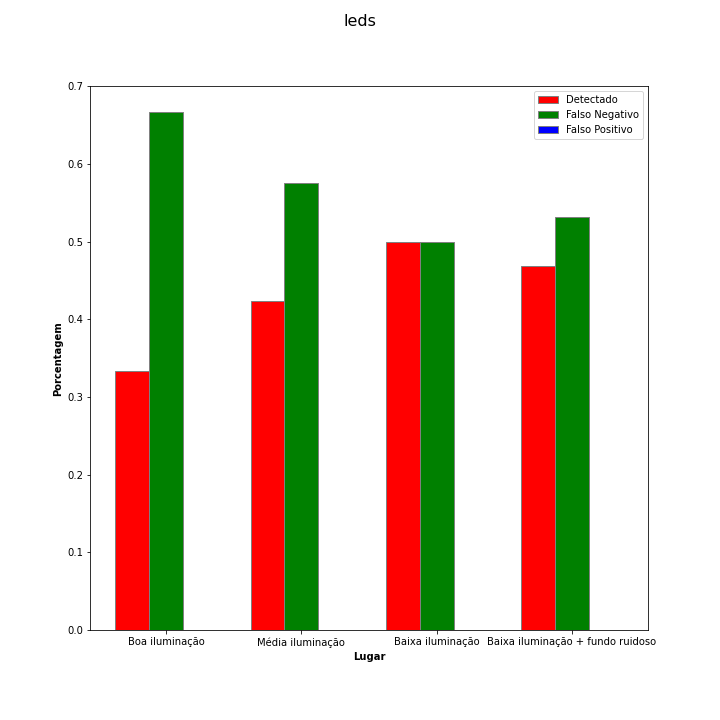 leds
0.7
0.6
0.5
0.4
0.3
0.2
0.1
0.0
Porcentagem
Detectado
Falso Negativo
Falso Positivo
Boa iluminação
Média iluminação
Baixa iluminação
Baixa iluminação + fundo ruidoso
Lugar